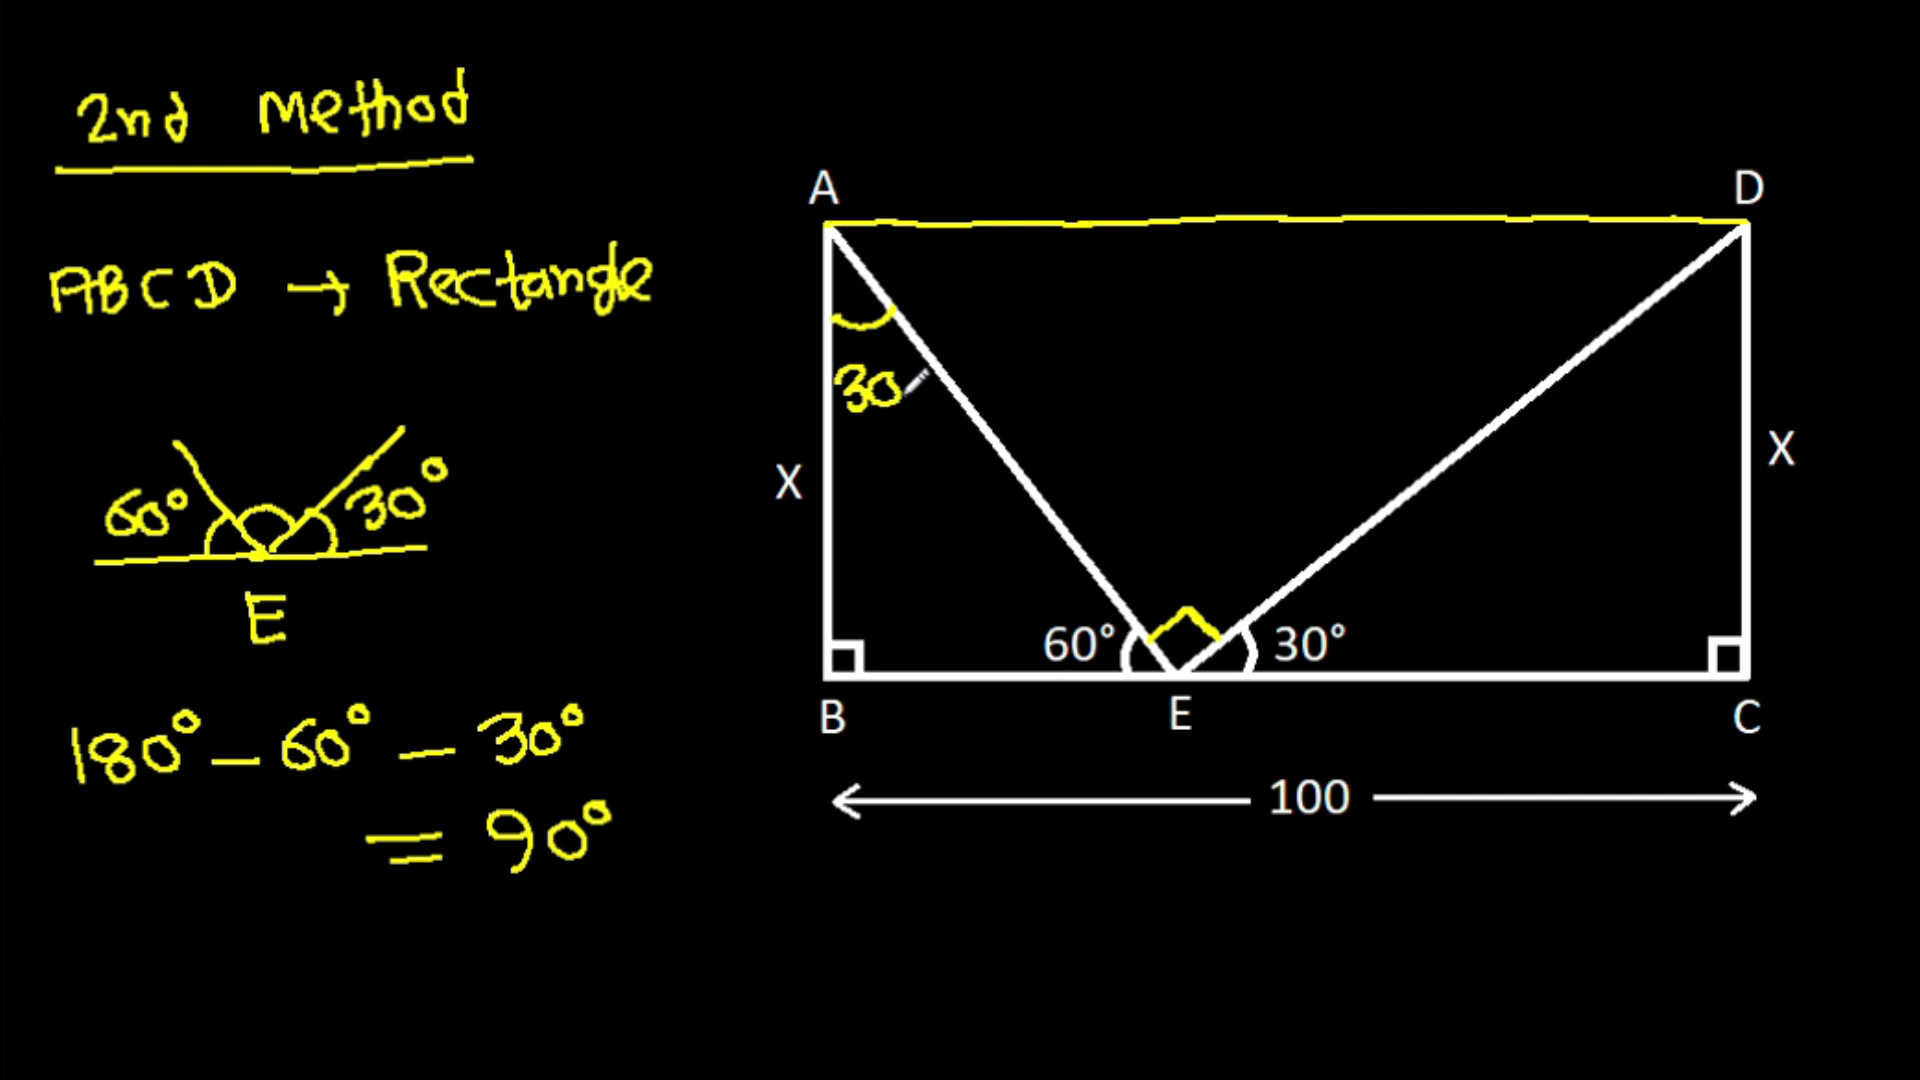 2nd Method
ABCD → Rectangle
60° 30°
E
180° - 60° - 30°
= 90°
A D
30
X X
60° 30°
B E C
100